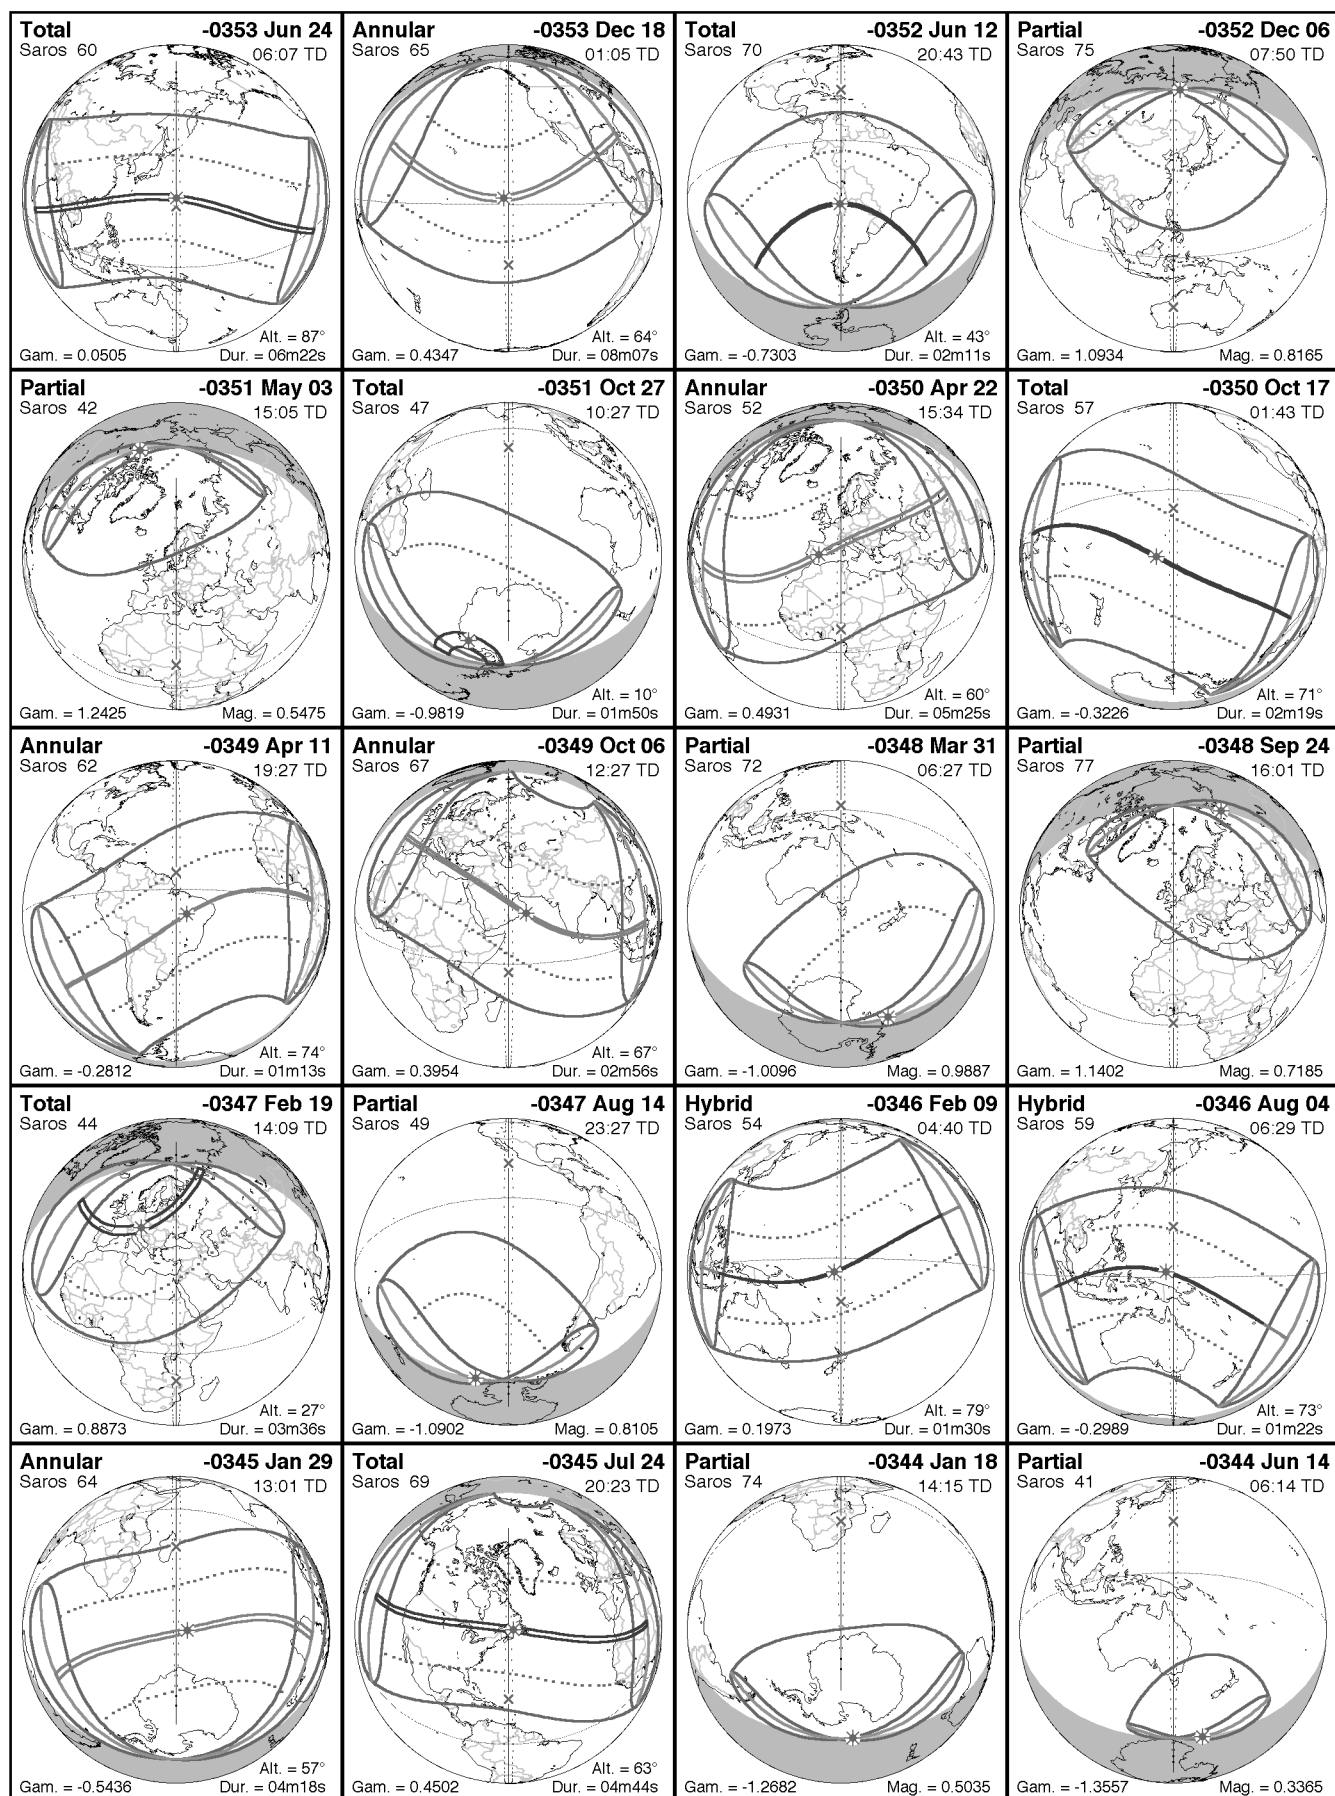 Total -0353 Jun 24
Saros 60 06:07 TD
Alt. = 87°
Gam. = 0.0505 Dur. = 06m22s
Annular -0353 Dec 18
Saros 65 01:05 TD
Alt. = 64°
Gam. = 0.4347 Dur. = 08m07s
Total -0352 Jun 12
Saros 70 20:43 TD
Alt. = 43°
Gam. = -0.7303 Dur. = 02m11s
Partial -0352 Dec 06
Saros 75 07:50 TD
Gam. = 1.0934 Mag. = 0.8165
Partial -0351 May 03
Saros 42 15:05 TD
Gam. = 1.2425 Mag. = 0.5475
Total -0351 Oct 27
Saros 47 10:27 TD
Alt. = 10°
Gam. = -0.9819 Dur. = 01m50s
Annular -0350 Apr 22
Saros 52 15:34 TD
Alt. = 60°
Gam. = 0.4931 Dur. = 05m25s
Total -0350 Oct 17
Saros 57 01:43 TD
Alt. = 71°
Gam. = -0.3226 Dur. = 02m19s
Annular -0349 Apr 11
Saros 62 19:27 TD
Alt. = 74°
Gam. = -0.2812 Dur. = 01m13s
Annular -0349 Oct 06
Saros 67 12:27 TD
Alt. = 67°
Gam. = 0.3954 Dur. = 02m56s
Partial -0348 Mar 31
Saros 72 06:27 TD
Gam. = -1.0096 Mag. = 0.9887
Partial -0348 Sep 24
Saros 77 16:01 TD
Gam. = 1.1402 Mag. = 0.7185
Total -0347 Feb 19
Saros 44 14:09 TD
Alt. = 27°
Gam. = 0.8873 Dur. = 03m36s
Partial -0347 Aug 14
Saros 49 23:27 TD
Gam. = -1.0902 Mag. = 0.8105
Hybrid -0346 Feb 09
Saros 54 04:40 TD
Alt. = 79°
Gam. = 0.1973 Dur. = 01m30s
Hybrid -0346 Aug 04
Saros 59 06:29 TD
Alt. = 73°
Gam. = -0.2989 Dur. = 01m22s
Annular -0345 Jan 29
Saros 64 13:01 TD
Alt. = 57°
Gam. = -0.5436 Dur. = 04m18s
Total -0345 Jul 24
Saros 69 20:23 TD
Alt. = 63°
Gam. = 0.4502 Dur. = 04m44s
Partial -0344 Jan 18
Saros 74 14:15 TD
Gam. = -1.2682 Mag. = 0.5035
Partial -0344 Jun 14
Saros 41 06:14 TD
Gam. = -1.3557 Mag. = 0.3365